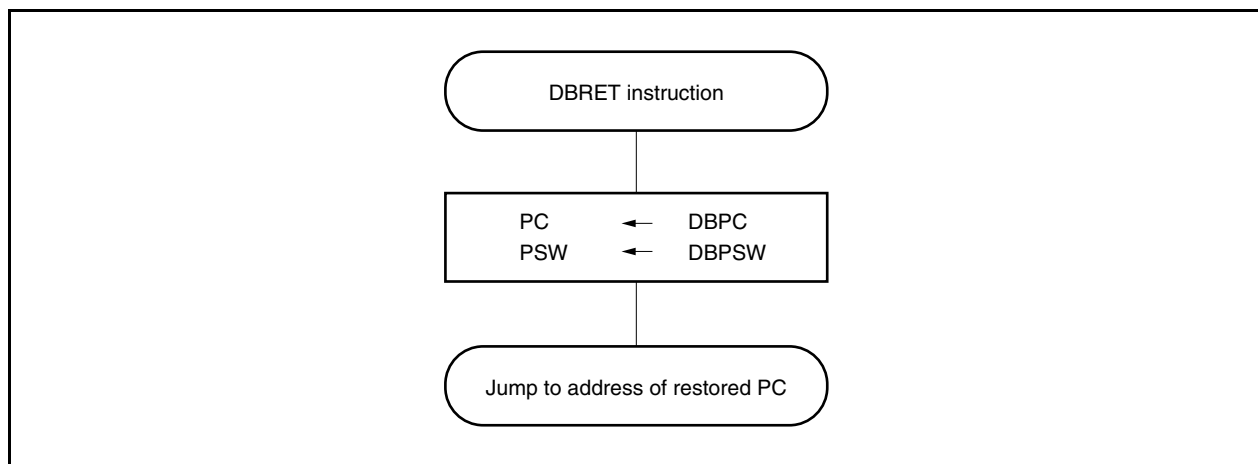 DBRET instruction
PC ← DBPC
PSW ← DBPSW
Jump to address of restored PC